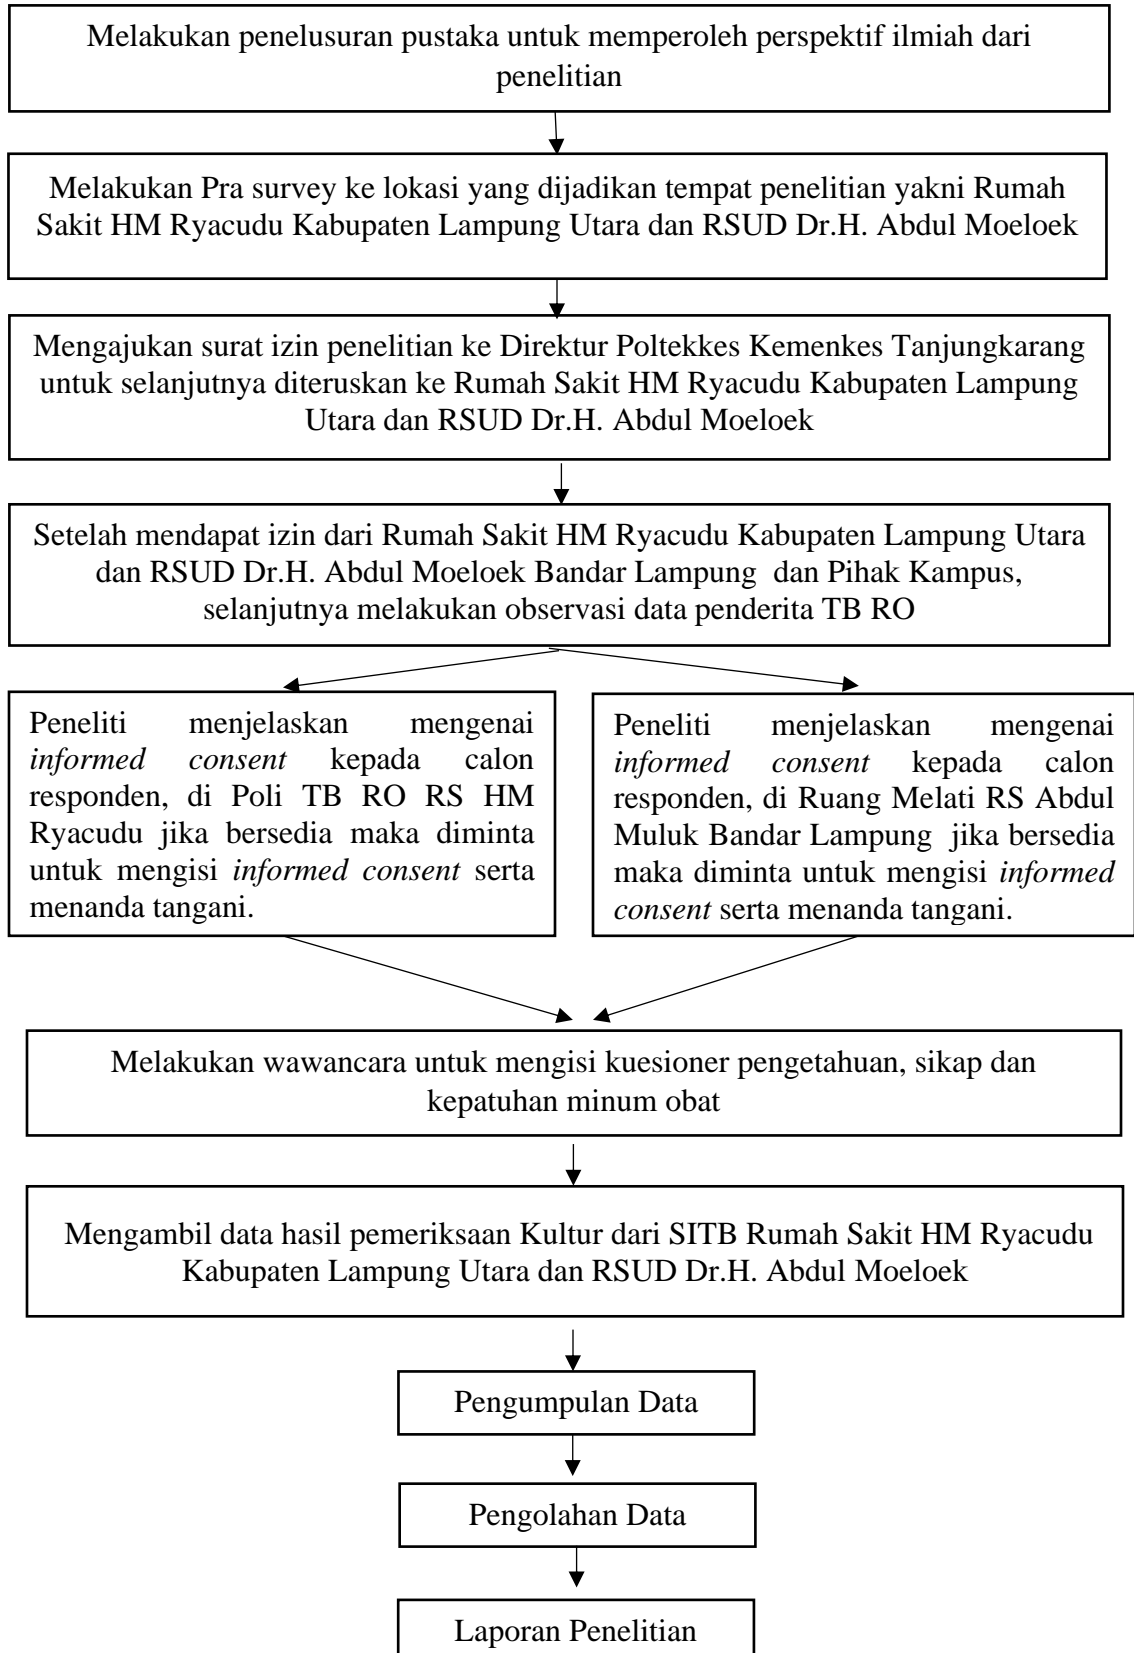 Melakukan penelusuran pustaka untuk memperoleh perspektif ilmiah dari
penelitian
Melakukan Pra survey ke lokasi yang dijadikan tempat penelitian yakni Rumah
Sakit HM Ryacudu Kabupaten Lampung Utara dan RSUD Dr.H. Abdul Moeloek
Mengajukan surat izin penelitian ke Direktur Poltekkes Kemenkes Tanjungkarang
untuk selanjutnya diteruskan ke Rumah Sakit HM Ryacudu Kabupaten Lampung
Utara dan RSUD Dr.H. Abdul Moeloek
Setelah mendapat izin dari Rumah Sakit HM Ryacudu Kabupaten Lampung Utara
dan RSUD Dr.H. Abdul Moeloek Bandar Lampung dan Pihak Kampus,
selanjutnya melakukan observasi data penderita TB RO
Peneliti menjelaskan mengenai
informed consent kepada calon
responden, di Poli TB RO RS HM
Ryacudu jika bersedia maka diminta
untuk mengisi informed consent serta
menanda tangani.
Peneliti menjelaskan mengenai
informed consent kepada calon
responden, di Ruang Melati RS Abdul
Muluk Bandar Lampung jika bersedia
maka diminta untuk mengisi informed
consent serta menanda tangani.
Melakukan wawancara untuk mengisi kuesioner pengetahuan, sikap dan
kepatuhan minum obat
Mengambil data hasil pemeriksaan Kultur dari SITB Rumah Sakit HM Ryacudu
Kabupaten Lampung Utara dan RSUD Dr.H. Abdul Moeloek
Pengumpulan Data
Pengolahan Data
Laporan Penelitian